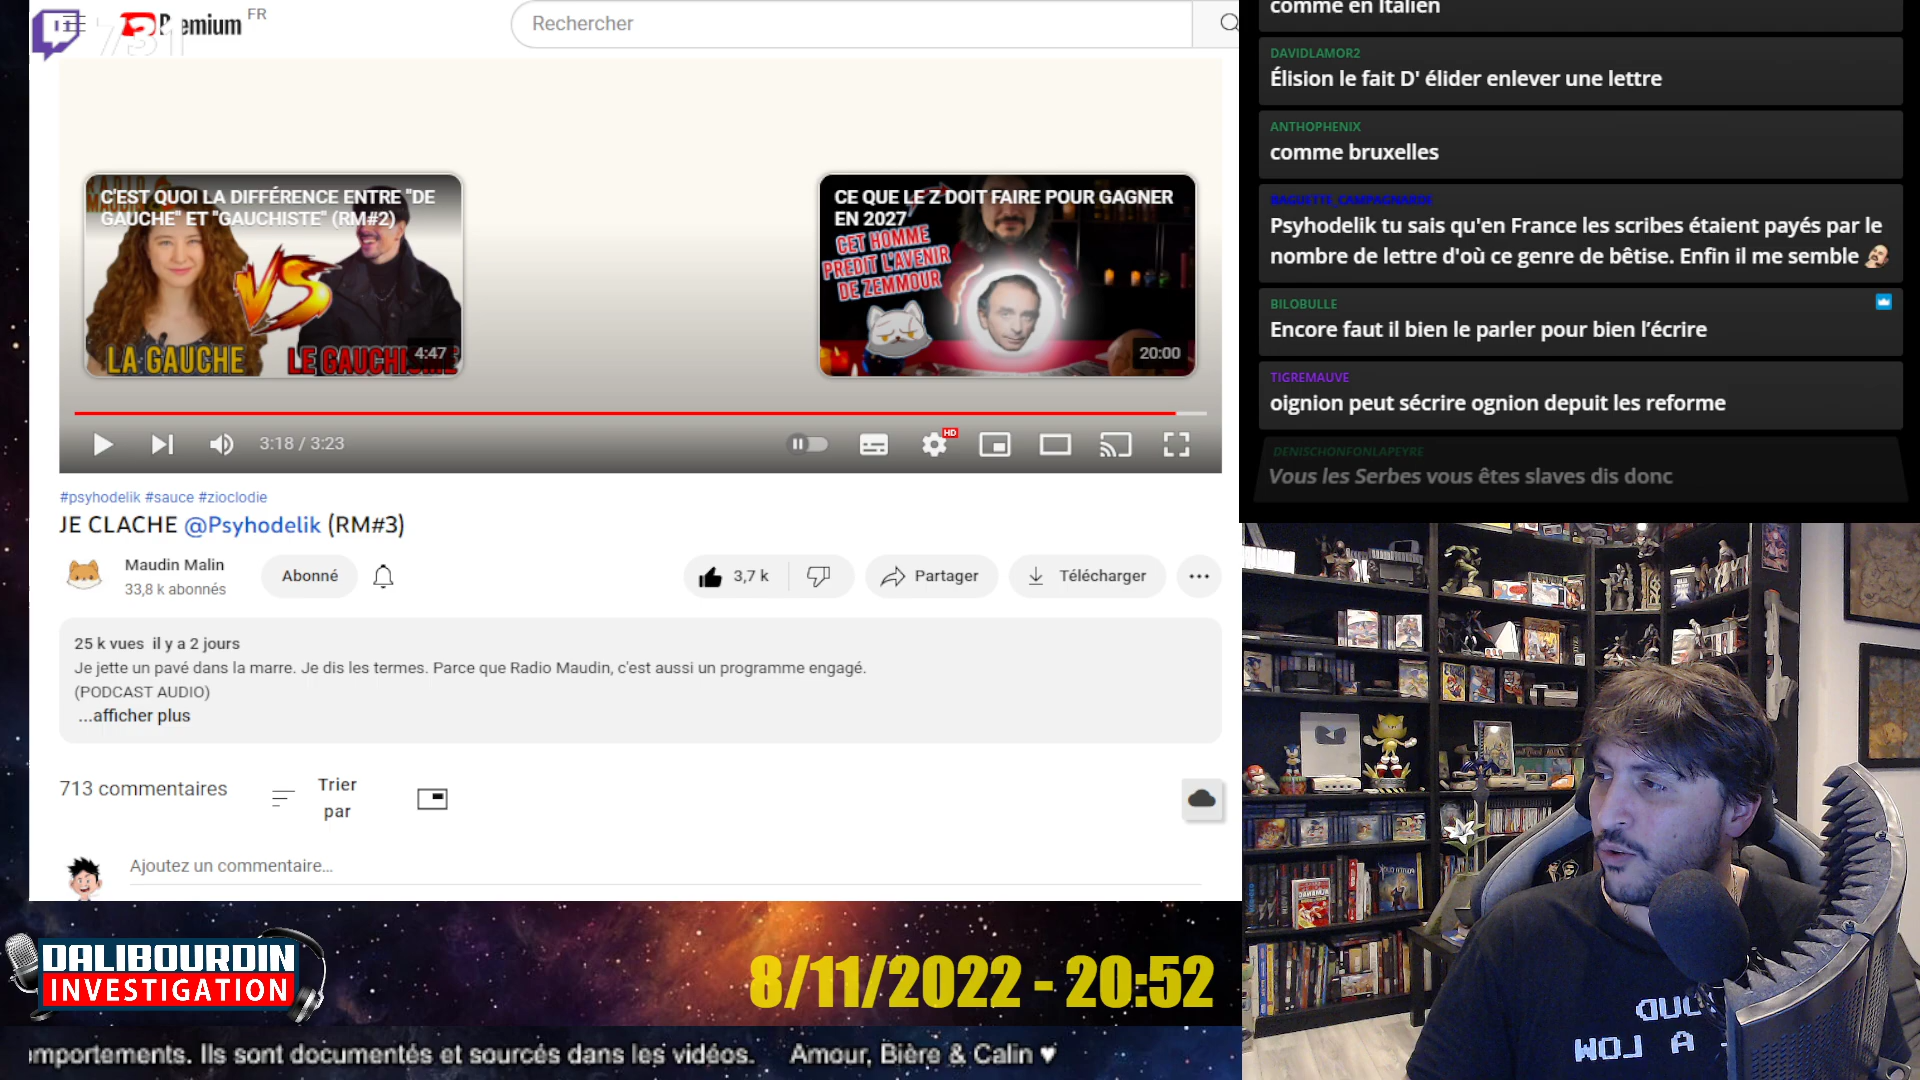 731
Premium
FR
Rechercher
C'EST QUOI LA DIFFÉRENCE ENTRE "DE
GAUCHE" ET "GAUCHISTE" (RM#2)
VS
LA GAUCHE
4:47
CE QUE LE Z DOIT FAIRE POUR GAGNER
EN 2027
CET HOMME
PREDIT L'AVENIR
DE ZEMMOUR
20:00
3:18 / 3:23
HD
#psyhodelik #sauce #zioclodie
JE CLACHE @Psyhodelik (RM#3)
Maudin Malin
33,8 k abonnés
Abonné
3,7 k
Partager
Télécharger
25 k vues il y a 2 jours
Je jette un pavé dans la marre. Je dis les termes. Parce que Radio Maudin, c'est aussi un programme engagé.
(PODCAST AUDIO)
...afficher plus
713 commentaires
Trier
par
Ajoutez un commentaire...
comme en Italien
DAVIDLAMOR2
Élision le fait D' élider enlever une lettre
ANTHOPHENIX
comme bruxelles
BAGUETTE_CAMPAGNARDE
Psyhodelik tu sais qu'en France les scribes étaient payés par le
nombre de lettre d'où ce genre de bêtise. Enfin il me semble
BILOBULLE
Encore faut il bien le parler pour bien l'écrire
TIGREMAUVE
oignion peut sécrire ognion depuit les reforme
DENISCHONFONLAPEYRE
Vous les Serbes vous êtes slaves dis donc
DALIBOURDIN
INVESTIGATION
8/11/2022 - 20:52
mportements. Ils sont documentés et sourcés dans les vidéos. Amour, Bière & Calin ♥